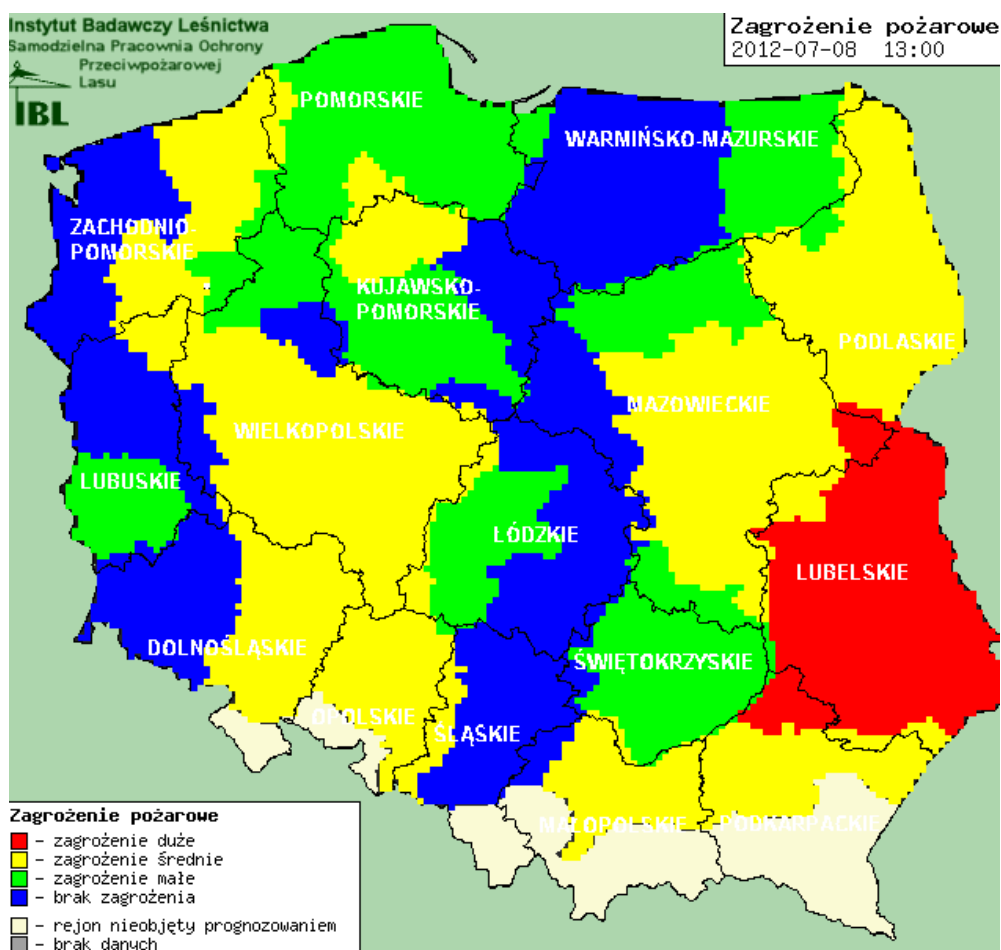 Instytut Badawczy Leśnictwa
Samodzielna Pracownia Ochrony
Przeciwpożarowej
Lasu
IBL
Zagrożenie pożarowe
2012-07-08 13:00
POMORSKIE
WARMIŃSKO-MAZURSKIE
ZACHODNIO-
POMORSKIE
KUJAWSKO-
POMORSKIE
PODLASKIE
MAZOWIECKIE
WIELKOPOLSKIE
LUBUSKIE
ŁÓDZKIE
LUBELSKIE
DOLNOŚLĄSKIE
ŚWIĘTOKRZYSKIE
OPOLSKIE
ŚLĄSKIE
MAŁOPOLSKIE
PODKARPACKIE
Zagrożenie pożarowe
– zagrożenie duże
– zagrożenie średnie
– zagrożenie małe
– brak zagrożenia
– rejon nieobjęty prognozowaniem
– brak danych